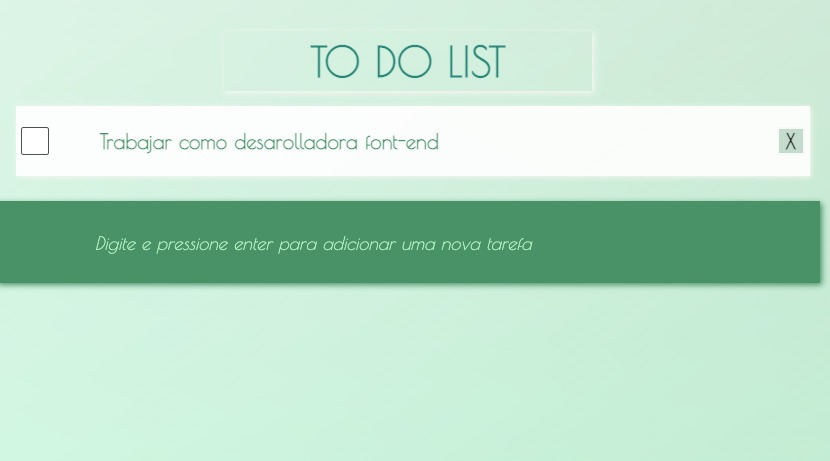 TO DO LIST
Trabajar como desarolladora font-end
X
Digite e pressione enter para adicionar uma nova tarefa